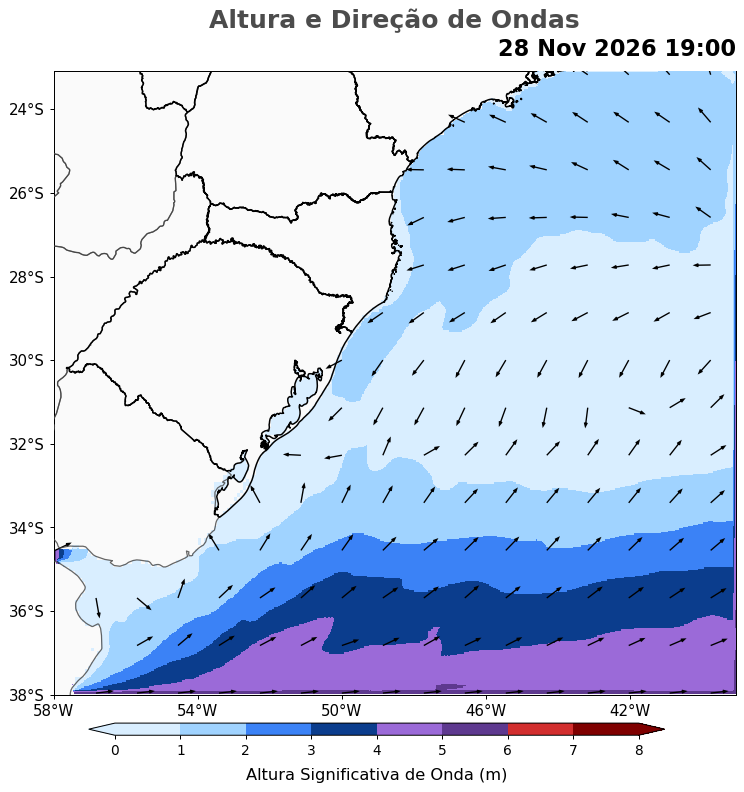 Altura e Direção de Ondas
28 Nov 2026 19:00
24°S
26°S
28°S
30°S
32°S
34°S
36°S
38°S
58°W 54°W 50°W 46°W 42°W
0 1 2 3 4 5 6 7 8
Altura Significativa de Onda (m)